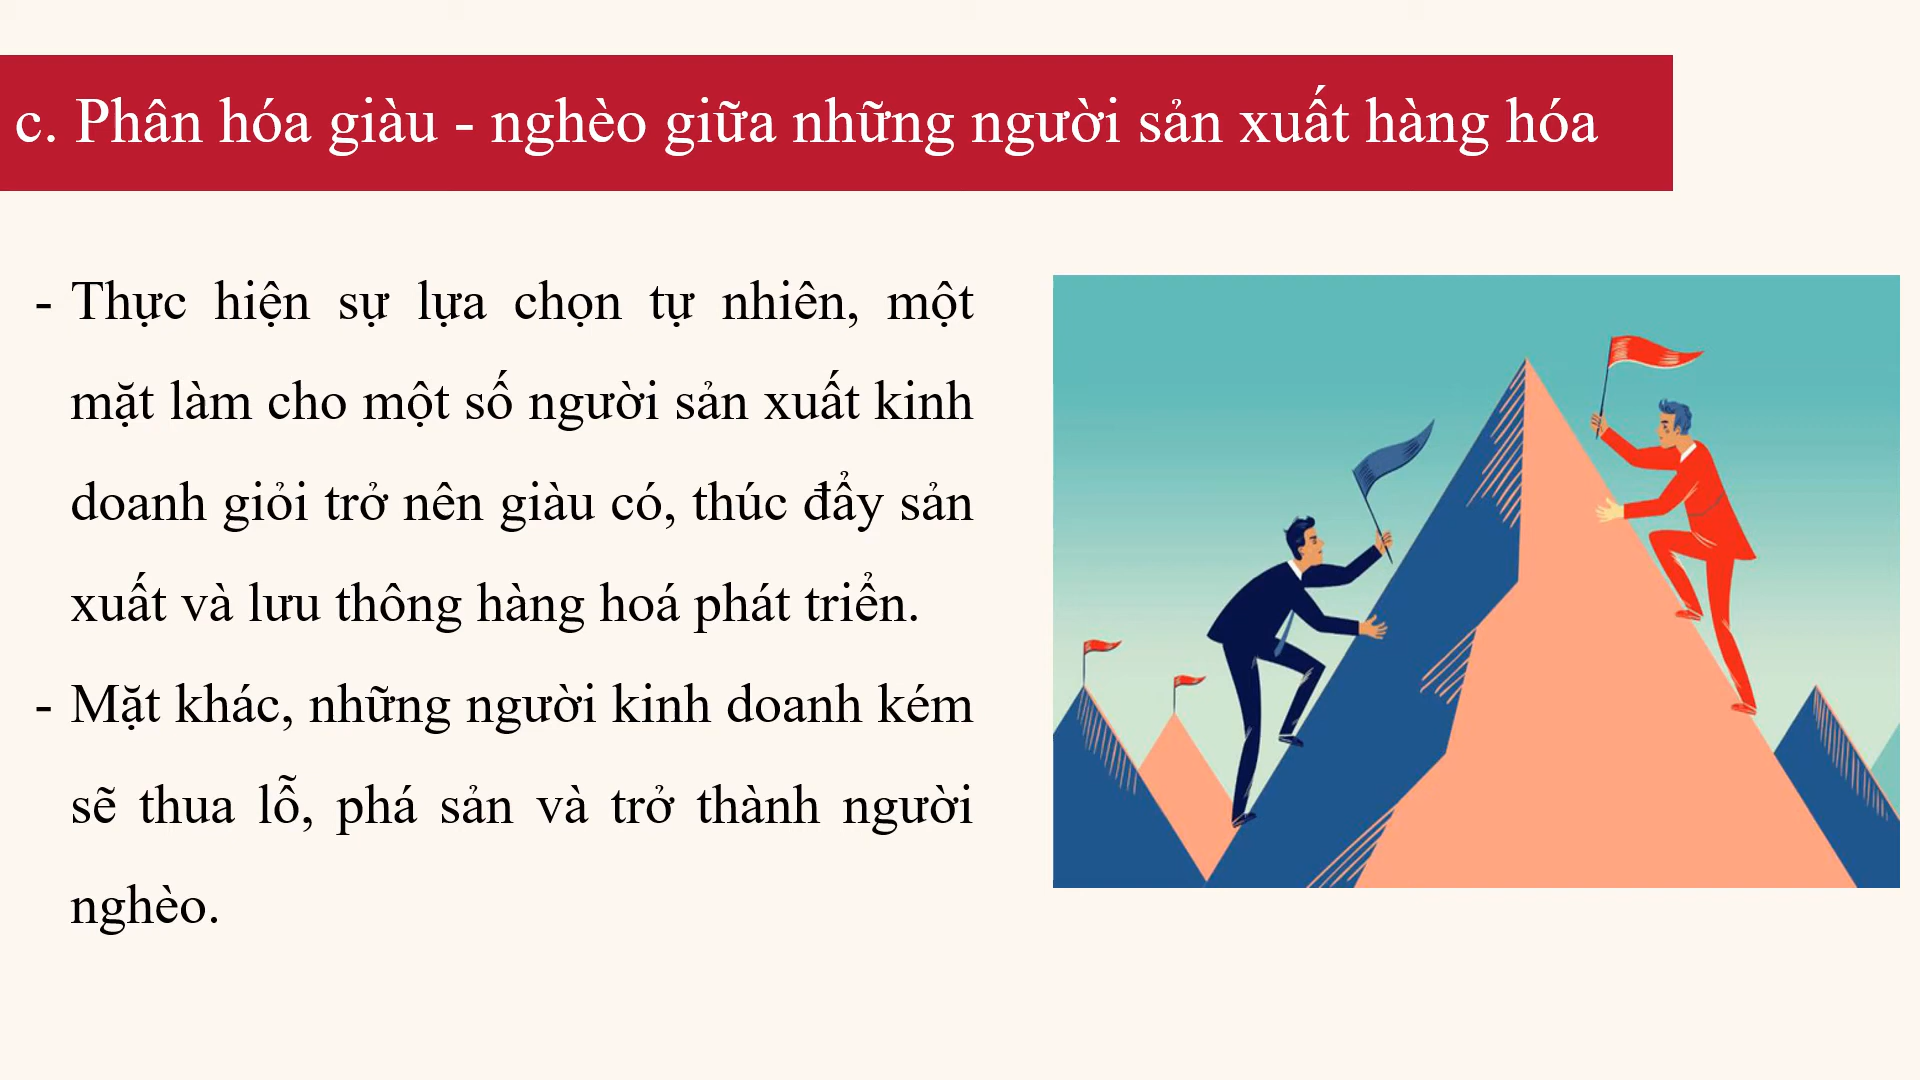 c. Phân hóa giàu - nghèo giữa những người sản xuất hàng hóa
- Thực hiện sự lựa chọn tự nhiên, một
mặt làm cho một số người sản xuất kinh
doanh giỏi trở nên giàu có, thúc đẩy sản
xuất và lưu thông hàng hoá phát triển.
- Mặt khác, những người kinh doanh kém
sẽ thua lỗ, phá sản và trở thành người
nghèo.